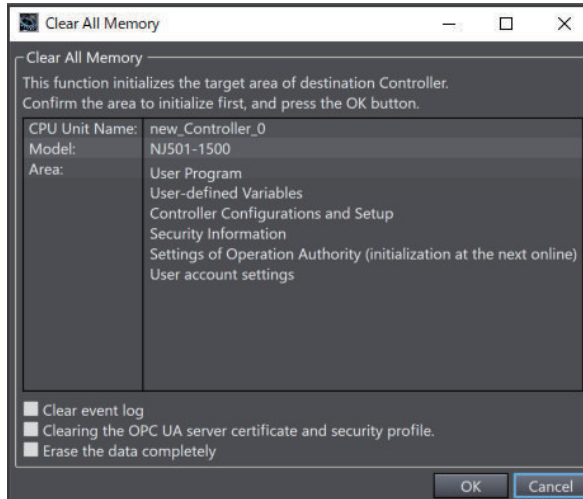 Clear All Memory
Clear All Memory
This function initializes the target area of destination Controller.
Confirm the area to initialize first, and press the OK button.
CPU Unit Name: new_Controller_0
Model: NJ501-1500
Area: User Program
User-defined Variables
Controller Configurations and Setup
Security Information
Settings of Operation Authority (initialization at the next online)
User account settings
Clear event log
Clearing the OPC UA server certificate and security profile.
Erase the data completely
OK Cancel